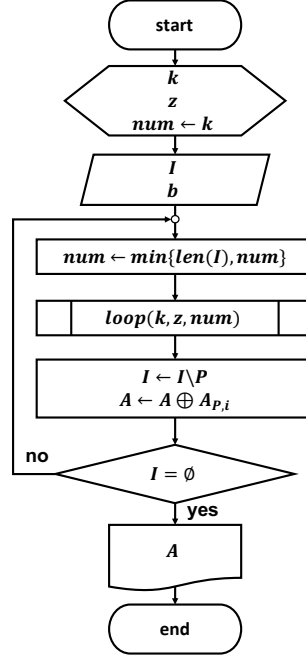 start
k
z
num ← k
I
b
num ← min{len(I), num}
loop(k, z, num)
I ← I\P
A ← A ⊕ A_{P,i}
no
I = ∅
yes
A
end